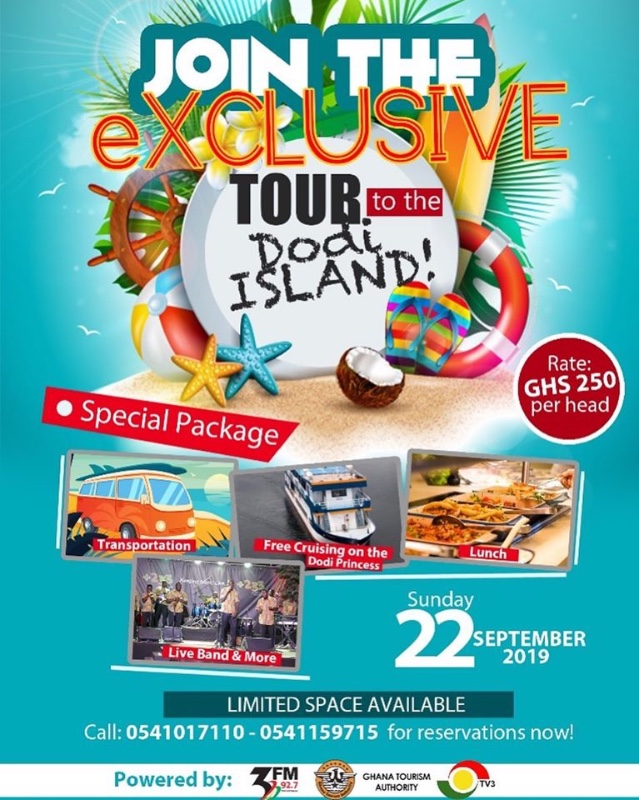 JOIN THE
eXCLUSIVE
TOUR to the
Dodi
ISLAND!
Rate:
GHS 250
per head
Special Package
Transportation
Free Cruising on the
Dodi Princess
Lunch
+233
+233
Live Band & More
Sunday
22 SEPTEMBER
2019
LIMITED SPACE AVAILABLE
Call: 0541017110 - 0541159715 for reservations now!
Powered by:
3FM
92.7
GHANA TOURISM
AUTHORITY
TV3